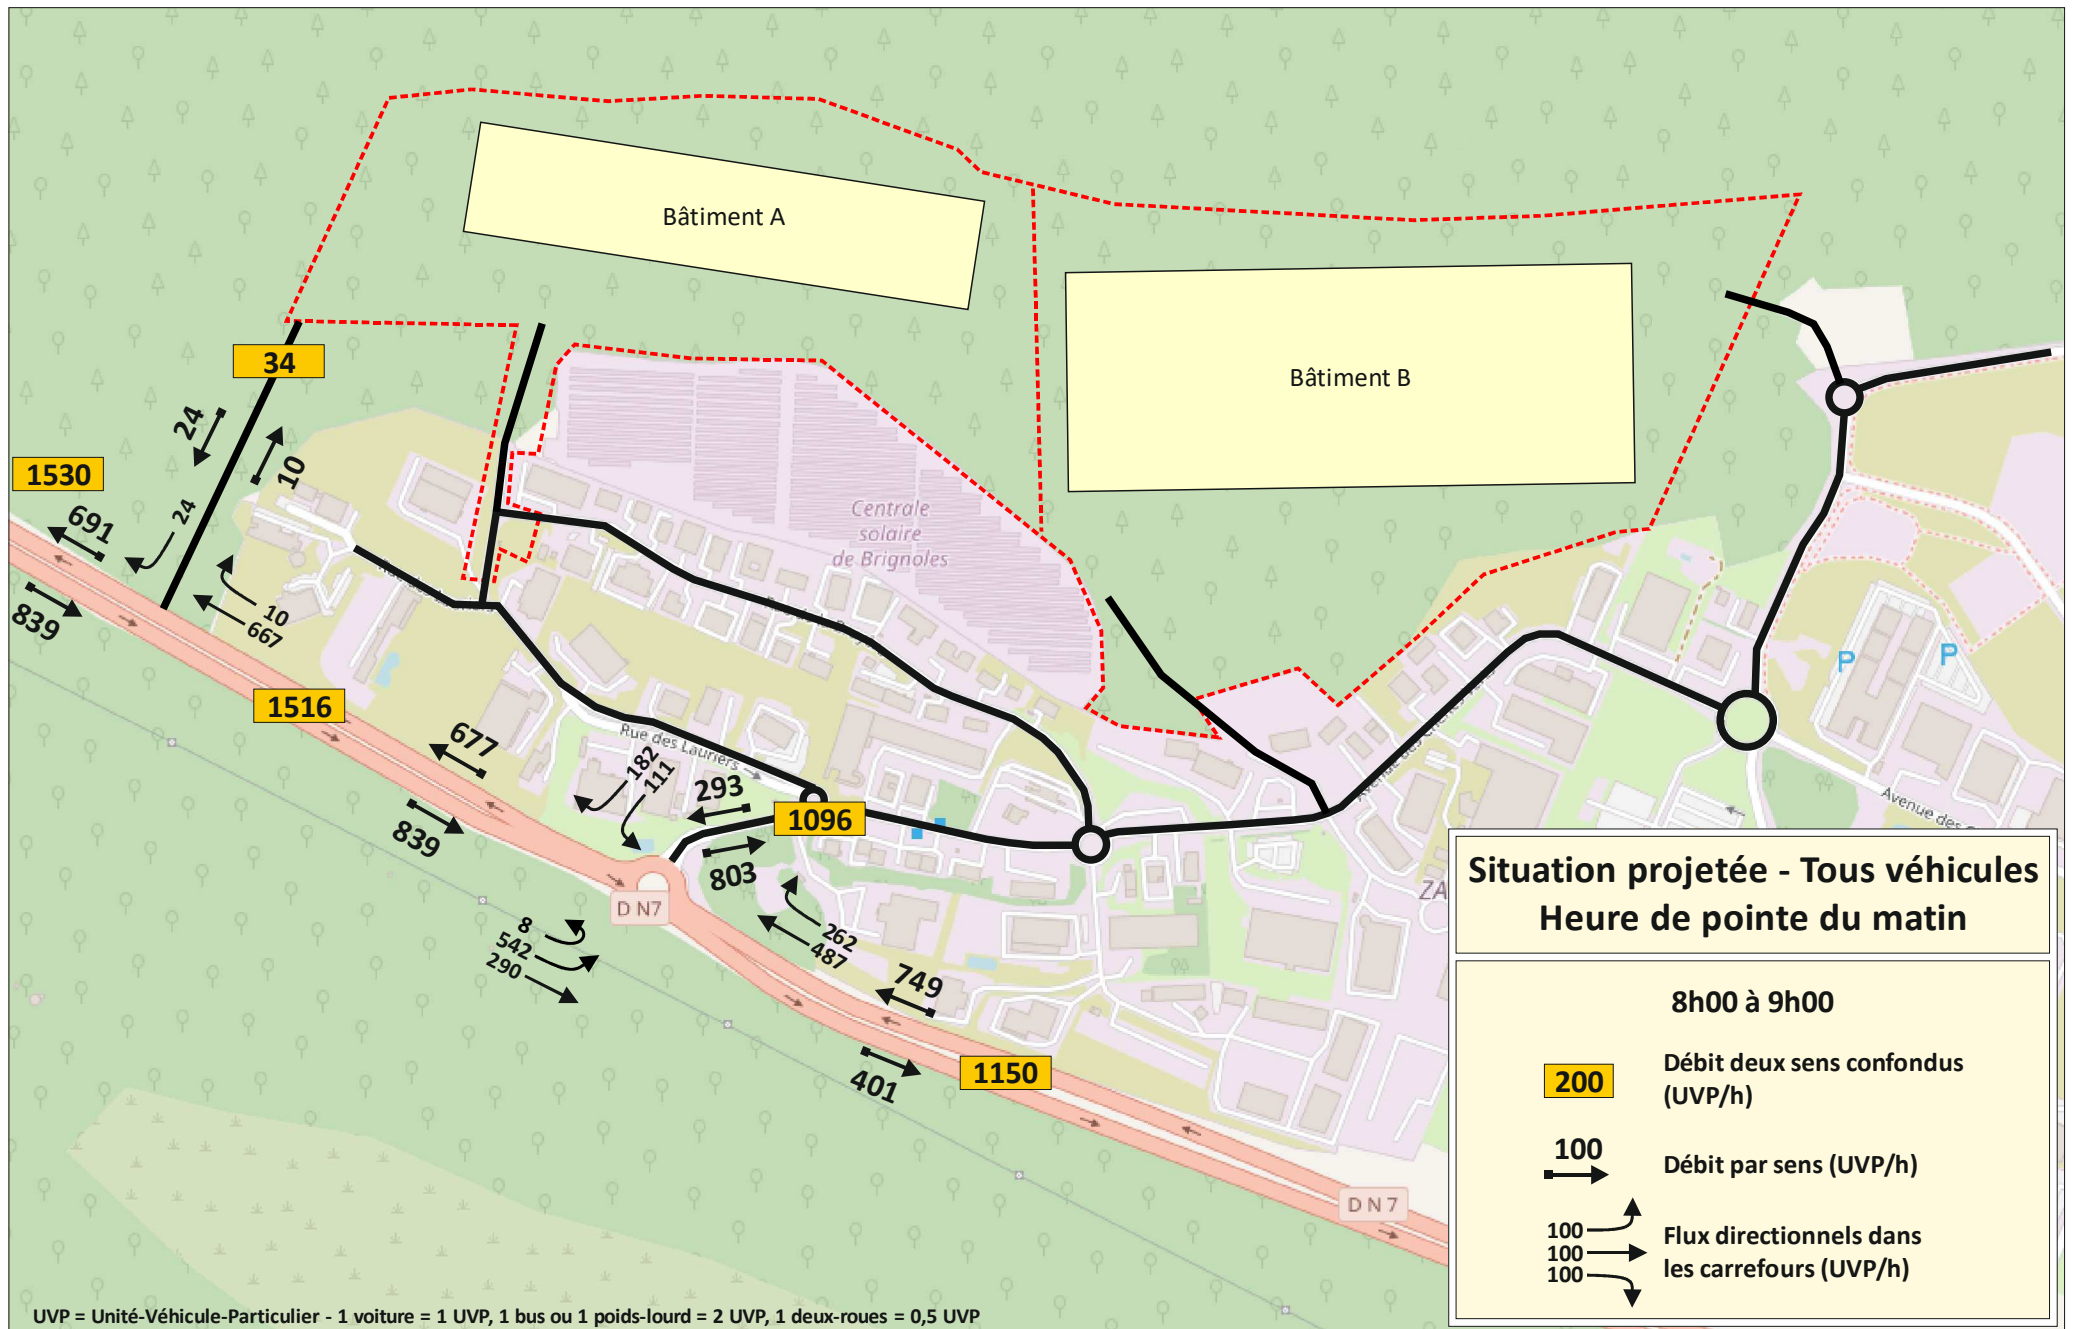 Bâtiment A
Bâtiment B
34
24
10
1530
691
24
839
10
667
Centrale
solaire
de Brignoles
1516
677
839
Rue des Lauriers
182
111
293
1096
803
D N7
8
542
290
262
487
749
401
1150
P
P
Avenue des
ZA
D N 7
Situation projetée - Tous véhicules
Heure de pointe du matin
8h00 à 9h00
200
Débit deux sens confondus
(UVP/h)
100
Débit par sens (UVP/h)
100
100
100
Flux directionnels dans
les carrefours (UVP/h)
UVP = Unité-Véhicule-Particulier - 1 voiture = 1 UVP, 1 bus ou 1 poids-lourd = 2 UVP, 1 deux-roues = 0,5 UVP